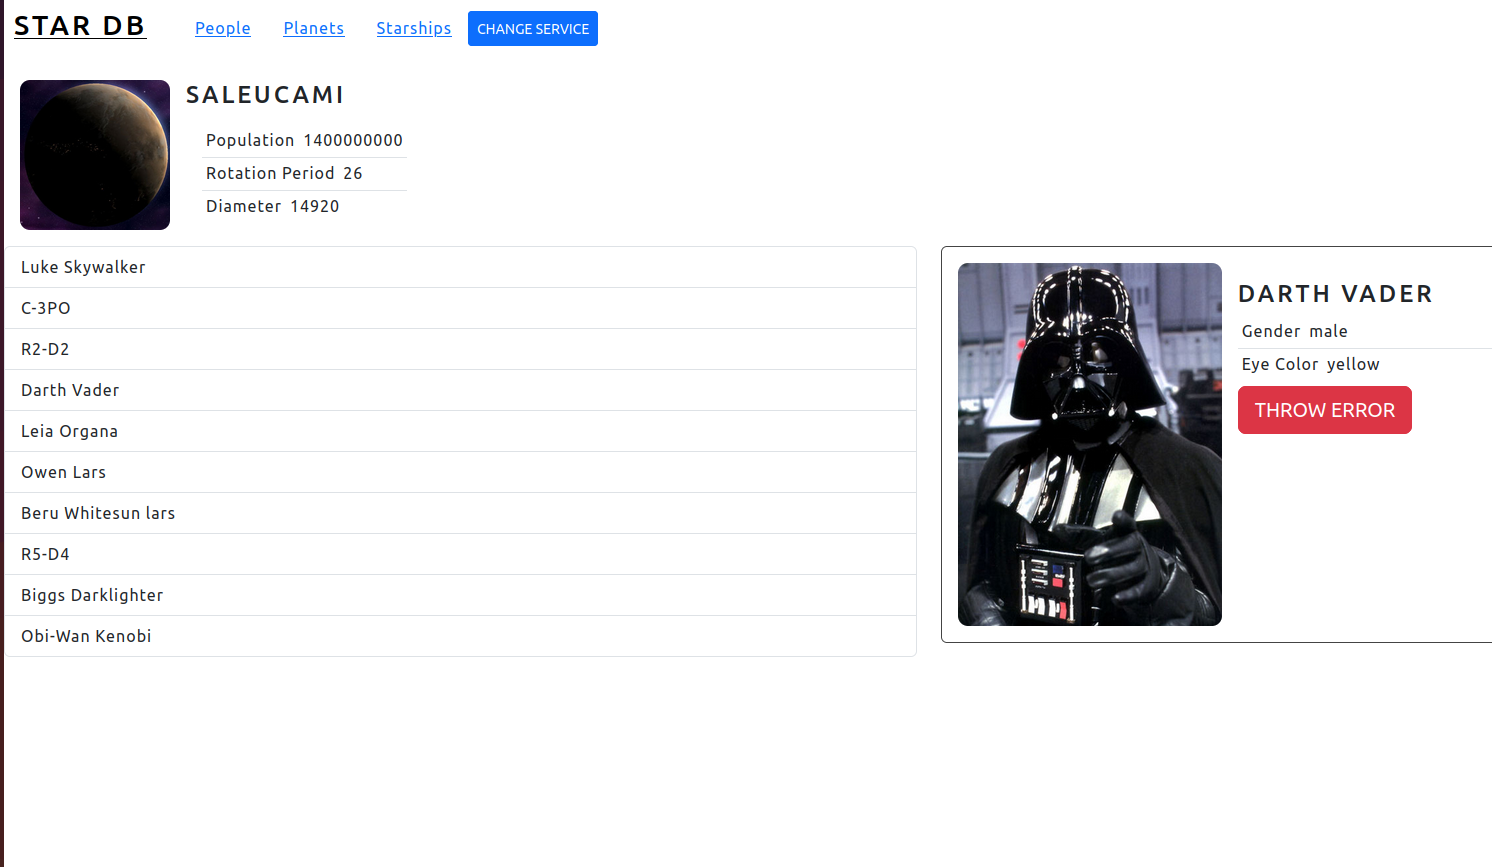 STAR DB People Planets Starships CHANGE SERVICE
SALEUCAMI
Population 1400000000
Rotation Period 26
Diameter 14920
Luke Skywalker
C-3PO
R2-D2
Darth Vader
Leia Organa
Owen Lars
Beru Whitesun lars
R5-D4
Biggs Darklighter
Obi-Wan Kenobi
DARTH VADER
Gender male
Eye Color yellow
THROW ERROR